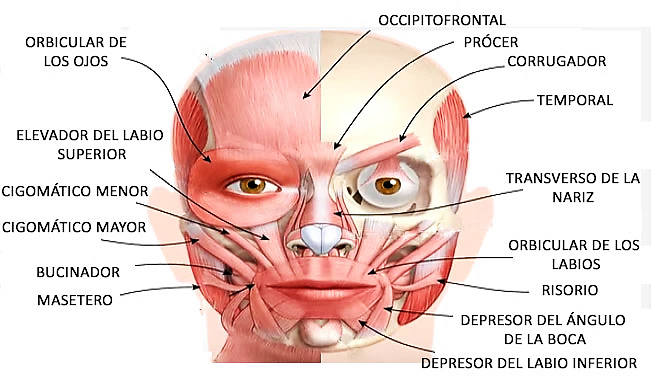 OCCIPITOFRONTAL
ORBICULAR DE
LOS OJOS
PRÓCER
CORRUGADOR
TEMPORAL
ELEVADOR DEL LABIO
SUPERIOR
CIGOMÁTICO MENOR
TRANSVERSO DE LA
NARIZ
CIGOMÁTICO MAYOR
ORBICULAR DE LOS
LABIOS
BUCINADOR
MASETERO
RISORIO
DEPRESOR DEL ÁNGULO
DE LA BOCA
DEPRESOR DEL LABIO INFERIOR